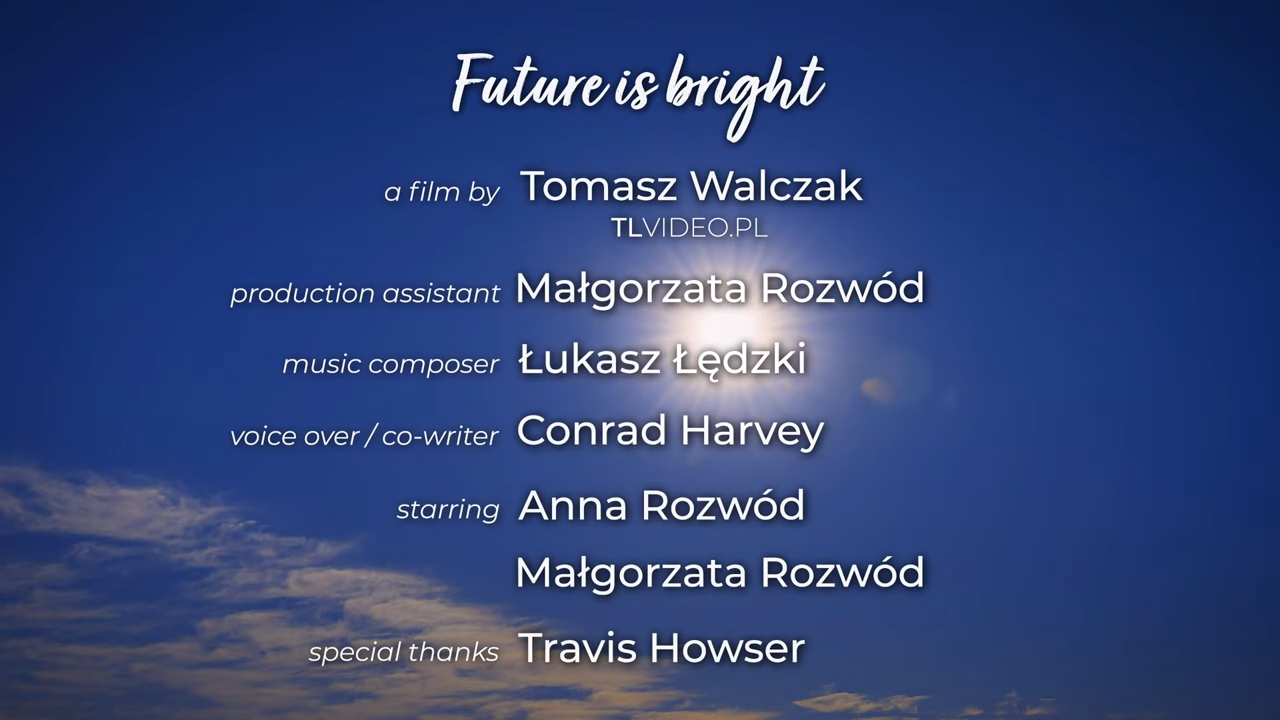 Future is bright
a film by Tomasz Walczak
TLVIDEO.PL
production assistant Małgorzata Rozwód
music composer Łukasz Łędzki
voice over / co-writer Conrad Harvey
starring Anna Rozwód
Małgorzata Rozwód
special thanks Travis Howser